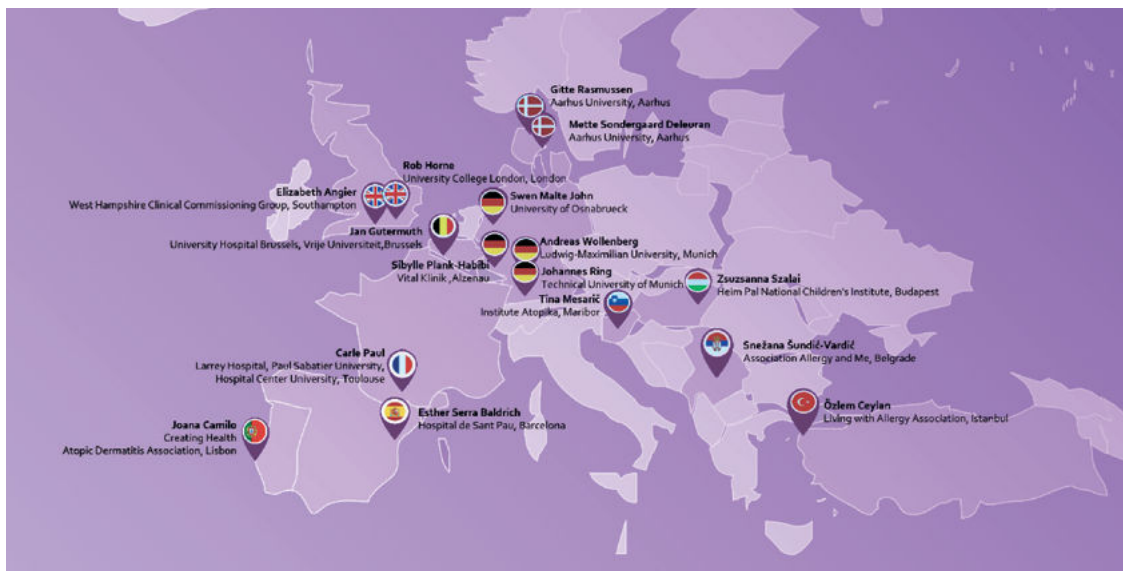 Gitte Rasmussen
Aarhus University, Aarhus
Mette Sondergaard Deleuran
Aarhus University, Aarhus
Rob Horne
University College London, London
Elizabeth Angier
West Hampshire Clinical Commissioning Group, Southampton
Swen Malte John
University of Osnabrueck
Jan Gutermuth
University Hospital Brussels, Vrije Universiteit,Brussels
Andreas Wollenberg
Ludwig-Maximilian University, Munich
Sibylle Plank-Habibi
Vital Klinik ,Alzenau
Johannes Ring
Technical University of Munich
Zsuzsanna Szalai
Heim Pal National Children's Institute, Budapest
Tina Mesarič
Institute Atopika, Maribor
Snežana Šundić-Vardić
Association Allergy and Me, Belgrade
Carle Paul
Larrey Hospital, Paul Sabatier University,
Hospital Center University, Toulouse
Esther Serra Baldrich
Hospital de Sant Pau, Barcelona
Özlem Ceylan
Living with Allergy Association, Istanbul
Joana Camilo
Creating Health
Atopic Dermatitis Association, Lisbon